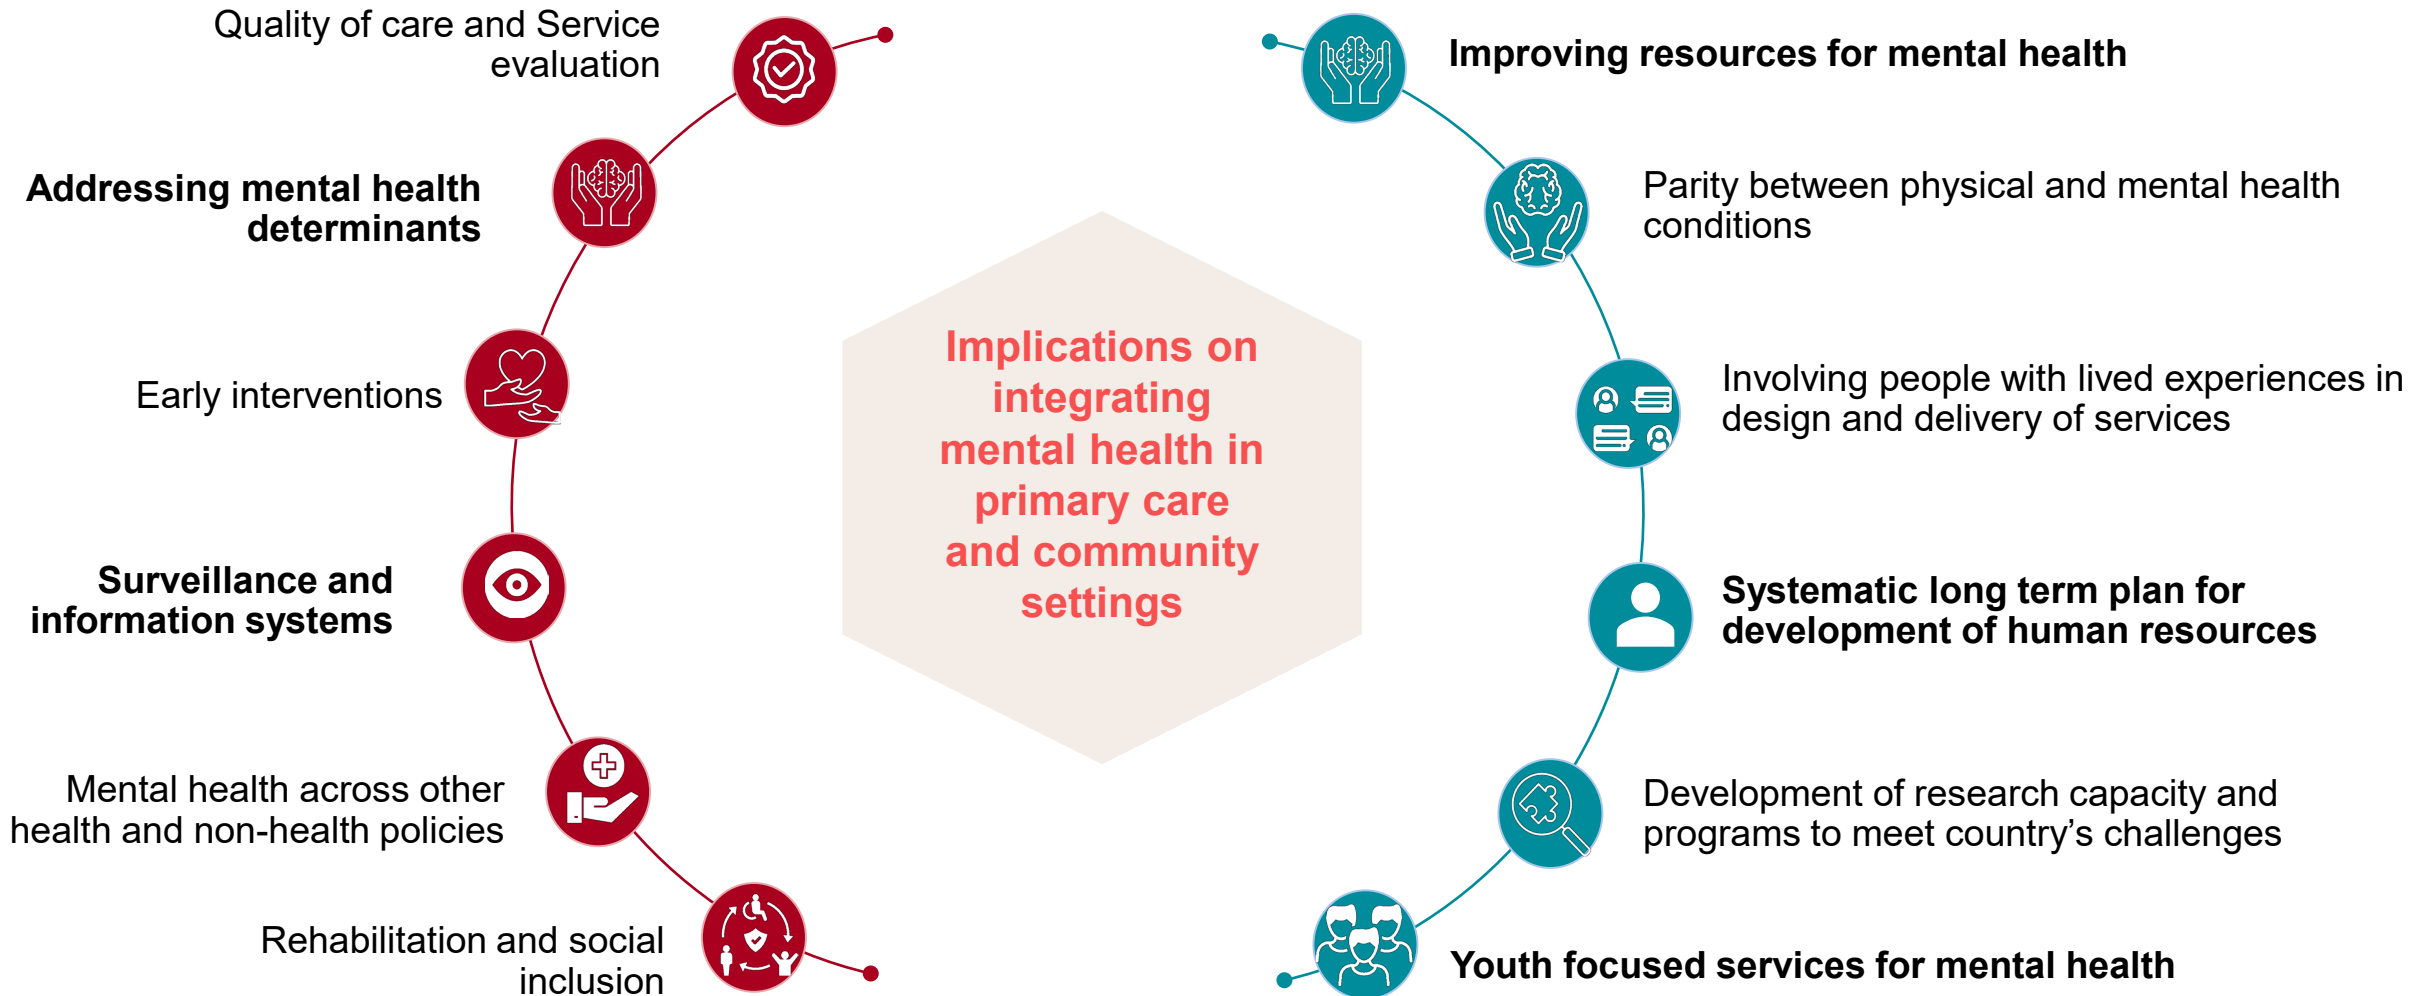 Quality of care and Service
evaluation
Addressing mental health
determinants
Early interventions
Surveillance and
information systems
Mental health across other
health and non-health policies
Rehabilitation and social
inclusion
Implications on
integrating
mental health in
primary care
and community
settings
Improving resources for mental health
Parity between physical and mental health
conditions
Involving people with lived experiences in
design and delivery of services
Systematic long term plan for
development of human resources
Development of research capacity and
programs to meet country’s challenges
Youth focused services for mental health